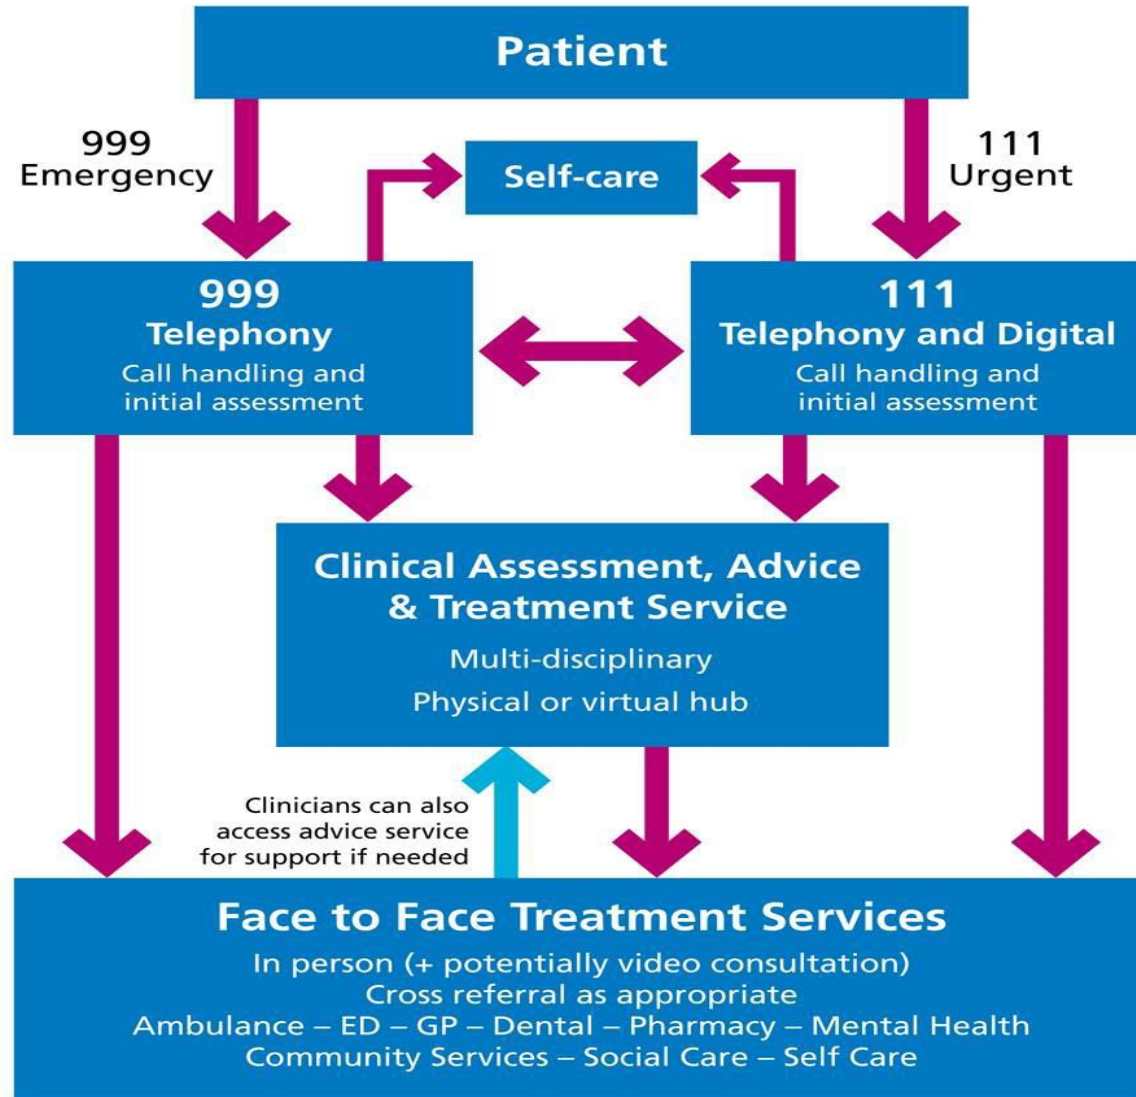 Patient
999
Emergency
111
Urgent
Self-care
999
Telephony
Call handling and
initial assessment
111
Telephony and Digital
Call handling and
initial assessment
Clinical Assessment, Advice
& Treatment Service
Multi-disciplinary
Physical or virtual hub
Clinicians can also
access advice service
for support if needed
Face to Face Treatment Services
In person (+ potentially video consultation)
Cross referral as appropriate
Ambulance – ED – GP – Dental – Pharmacy – Mental Health
Community Services – Social Care – Self Care